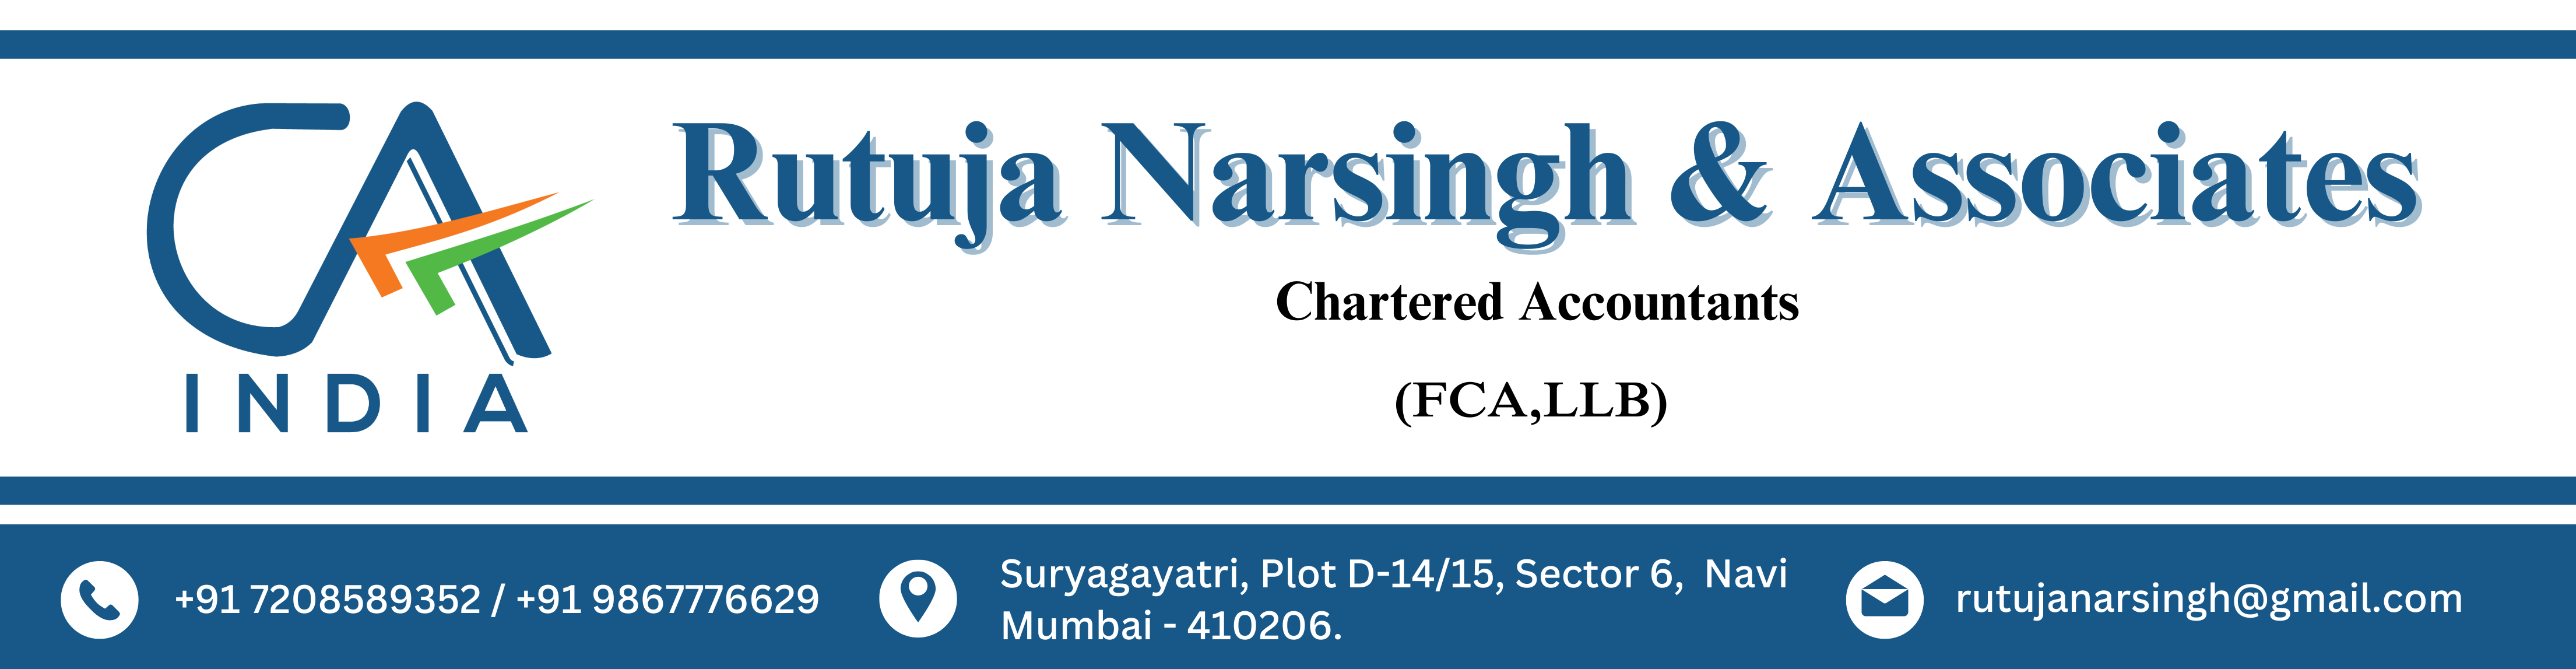 CA
INDIA
Rutuja Narsingh & Associates
Chartered Accountants
(FCA,LLB)
+91 7208589352 / +91 9867776629
Suryagayatri, Plot D-14/15, Sector 6,  Navi
Mumbai - 410206.
rutujanarsingh@gmail.com